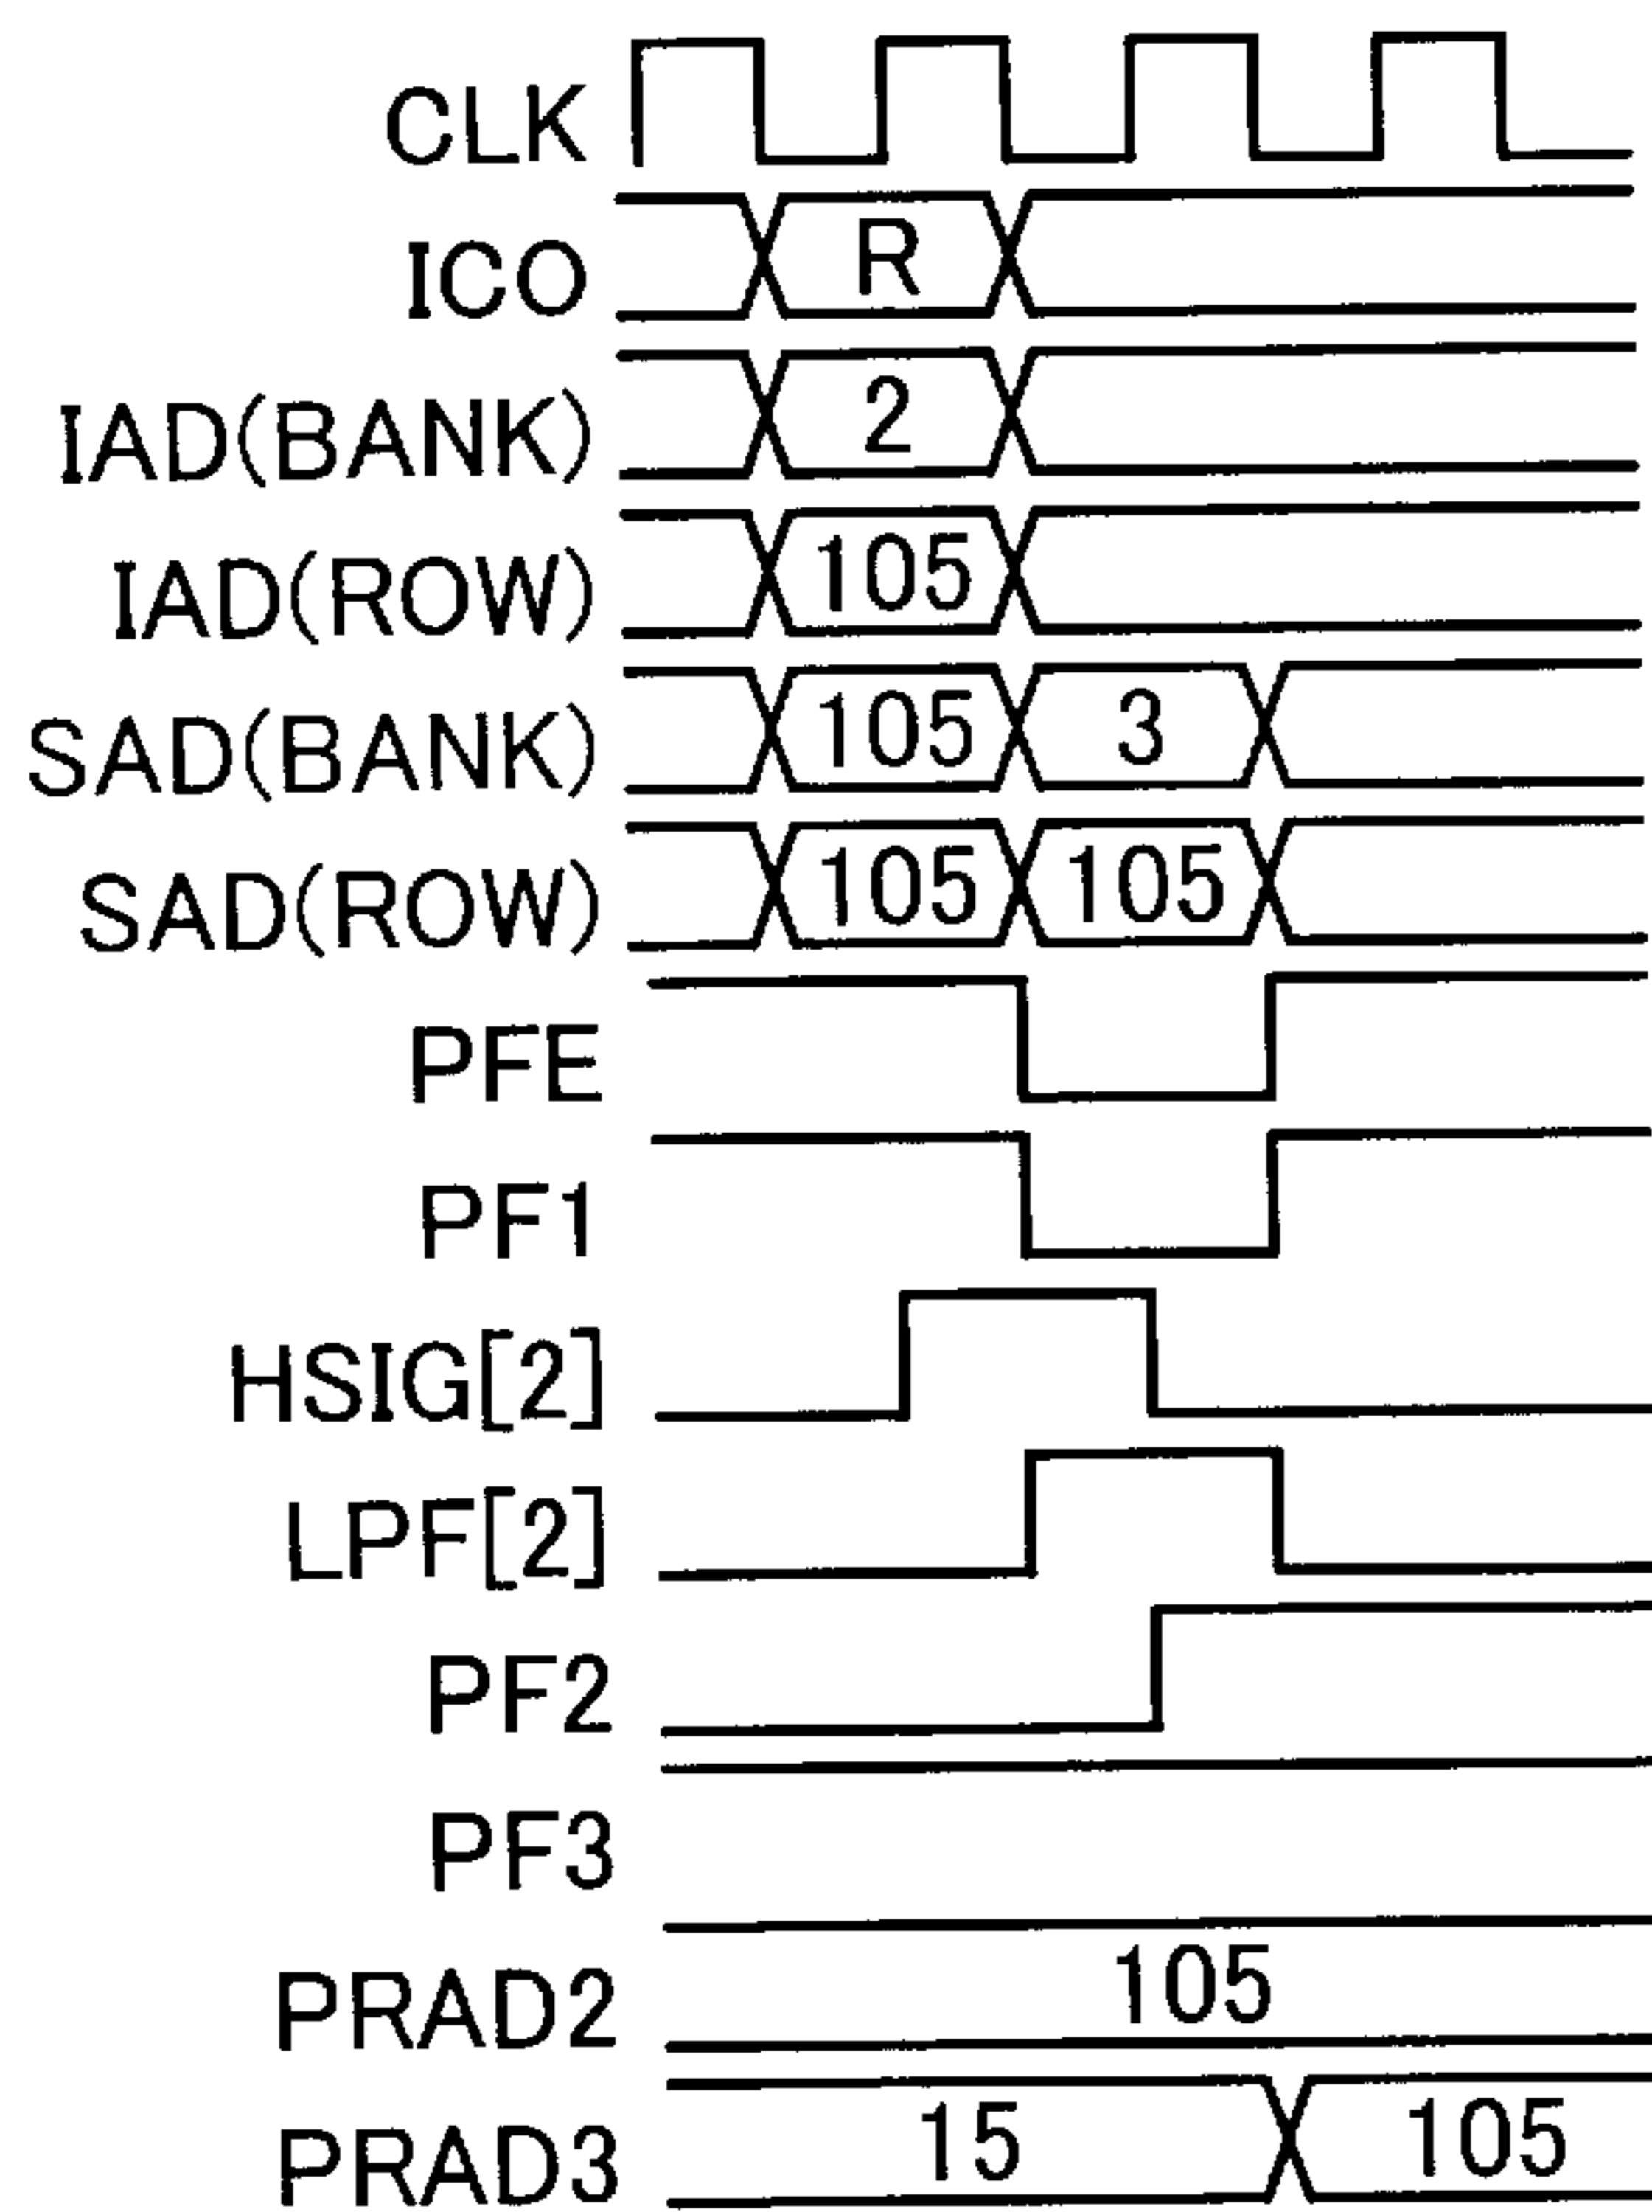 CLK
ICO R
IAD(BANK) 2
IAD(ROW) 105
SAD(BANK) 105 3
SAD(ROW) 105 105
PFE
PF1
HSIG[2]
LPF[2]
PF2
PF3
PRAD2 105
PRAD3 15 105